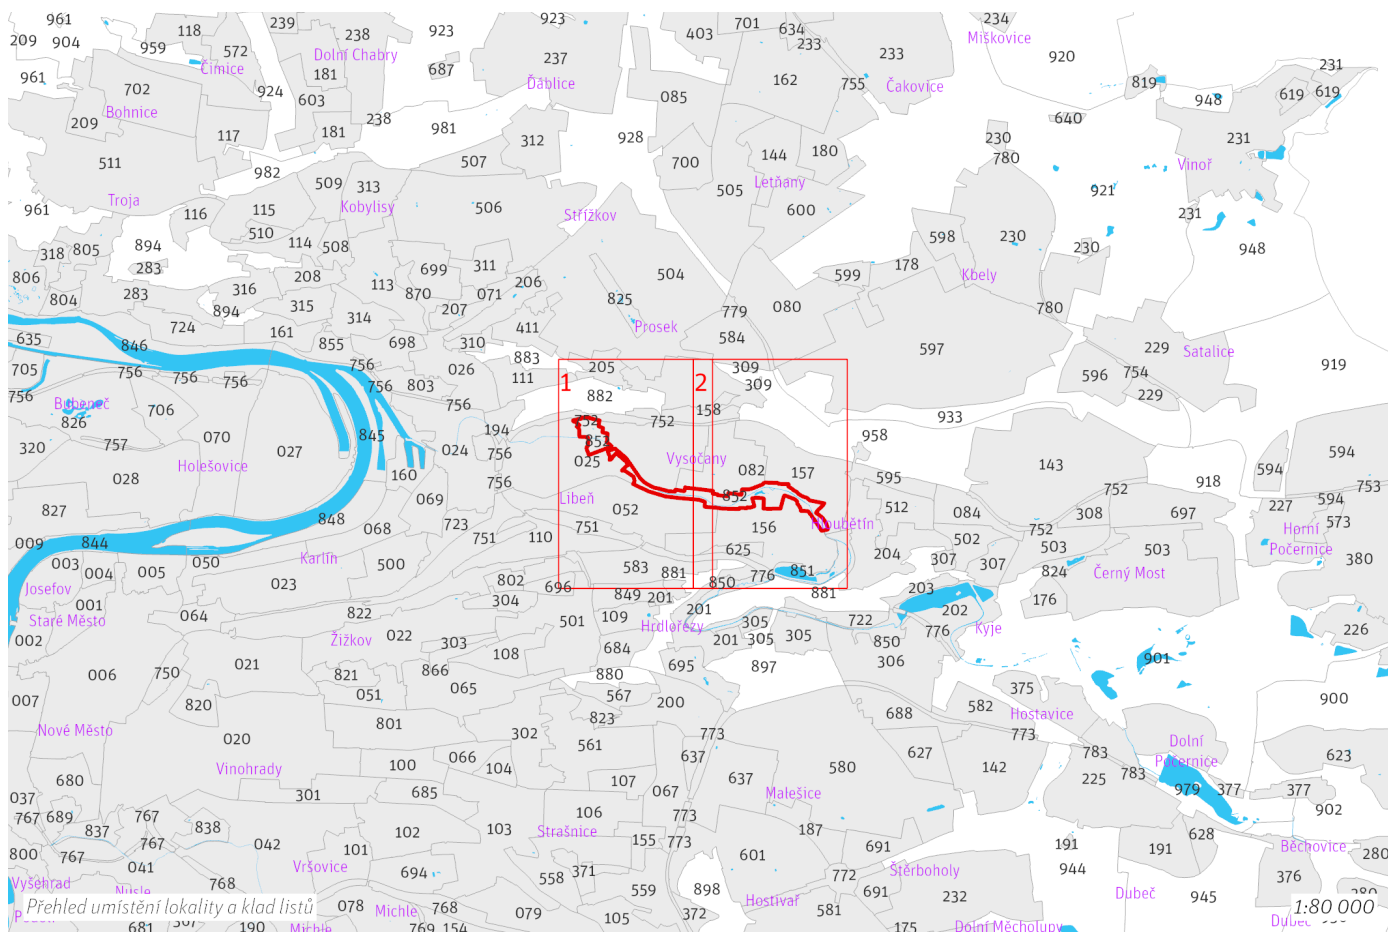 961 118 239 238 923 923 403 701 634 233 234
209 904 959 572 Dolní Chabry 237 233 Miškovice 920
961 Čimice 181 687 Ďáblice 162 755 Čakovice 819 231
702 924 603 085 948 619 619
Bohnice 238 640
209 117 181 981 312 928 230 231
511 982 507 700 144 180 780 Vinoř
509 313 505 Letňany 921
Troja 115 Kobylisy 506 Střížkov 600 231
961 116 510 114 508 598 230 230 948
318 805 894 283 208 699 311 504 599 178 Kbely
806 316 113 206
804 283 894 315 870 071 825 779 080 780
724 161 314 207 411 Prosek 584
635 846 855 698 310 597 229 Satalice
705 756 756 756 756 026 883 205 309 596 754 919
756 756 803 111 882 309 229
Bubeneč 706 756 1 2 158 933
826 845 194 752 752 958
320 757 070 027 024 756 852 Vysočany 082 157 143 594
Holešovice 025 594
028 160 756 852 595 752 918 753
827 069 Libeň 052 512 084 308 697 227 594
848 068 723 751 156 Hloubětín 752 573
009 844 Karlín 751 110 625 502 503 503 Horní
003 004 005 050 500 583 881 776 851 204 307 307 824 Černý Most Počernice 380
Josefov 023 802 696 850 881 203
001 304 849 201 202 176
Staré Město 064 822 501 109 201 305 722 776 Kyje 226
002 022 Hrdlořezy
Žižkov 303 684 201 305 305 850
006 750 021 866 108 695 897 306 901
821 880 375 900
007 820 051 065 567 200 688 582 Hostavice
Nové Město 801 302 823 773 773 Dolní
020 561 627 783 Počernice 623
Vinohrady 100 066 104 637 637 580 142 783
680 301 685 107 067 Malešice 225 979 377 377
037 106 773 902
767 689 767 838 102 103 Strašnice 187 628
837 767 042 101 155 773 691 191 Běchovice
800 767 041 Vršovice 601 Štěrboholy 944 191 280
Vyšehrad 768 694 558 371 772 376
Nusle 559 898 691 232 Dubeč 945
Přehled umístění lokality a klad listů 078 Michle 768 079 105 372 Hostivař 581 1:80 000
681 190 Michle 769 154 175 Dolní Měcholupy